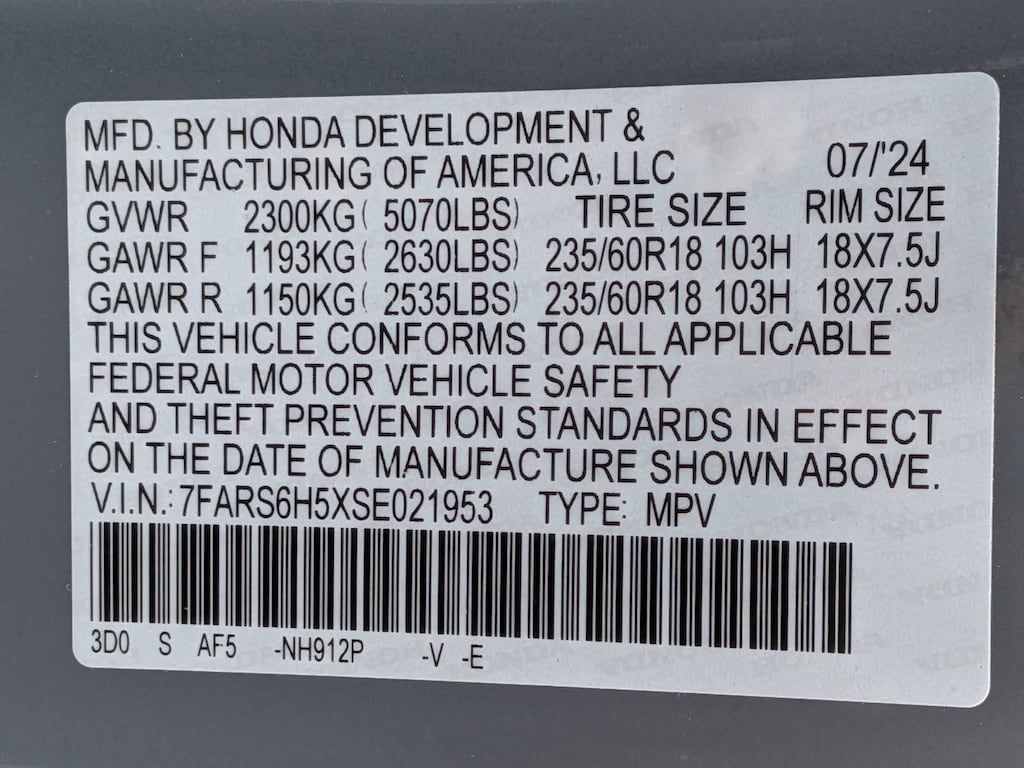 MFD. BY HONDA DEVELOPMENT &
MANUFACTURING OF AMERICA, LLC 07/'24
GVWR 2300KG( 5070LBS) TIRE SIZE RIM SIZE
GAWR F 1193KG( 2630LBS) 235/60R18 103H 18X7.5J
GAWR R 1150KG( 2535LBS) 235/60R18 103H 18X7.5J
THIS VEHICLE CONFORMS TO ALL APPLICABLE
FEDERAL MOTOR VEHICLE SAFETY
AND THEFT PREVENTION STANDARDS IN EFFECT
ON THE DATE OF MANUFACTURE SHOWN ABOVE.
V.I.N.: 7FARS6H5XSE021953 TYPE: MPV
3D0 S AF5 -NH912P -V -E